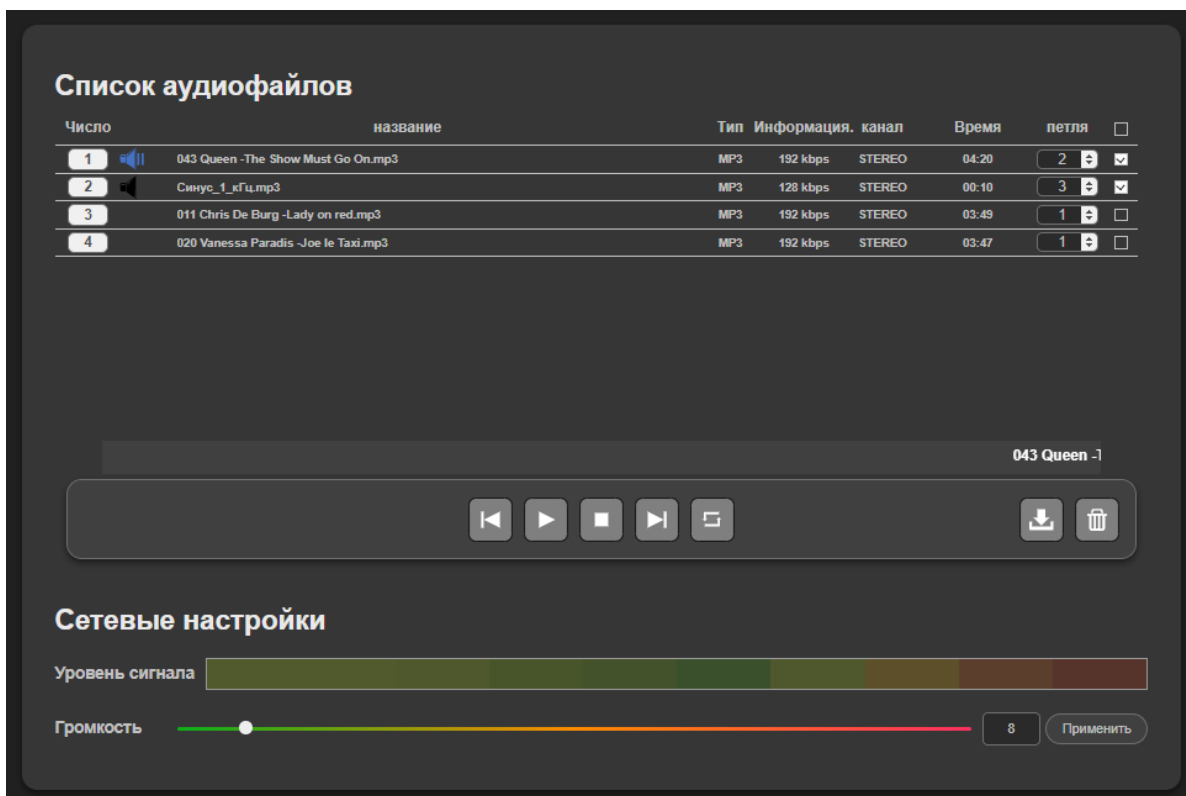 Список аудиофайлов
Число название Тип Информация. канал Время петля
1 043 Queen -The Show Must Go On.mp3 MP3 192 kbps STEREO 04:20 2
2 Синус_1_кГц.mp3 MP3 128 kbps STEREO 00:10 3
3 011 Chris De Burg -Lady on red.mp3 MP3 192 kbps STEREO 03:49 1
4 020 Vanessa Paradis -Joe le Taxi.mp3 MP3 192 kbps STEREO 03:47 1
043 Queen -
Сетевые настройки
Уровень сигнала
Громкость 8 Применить